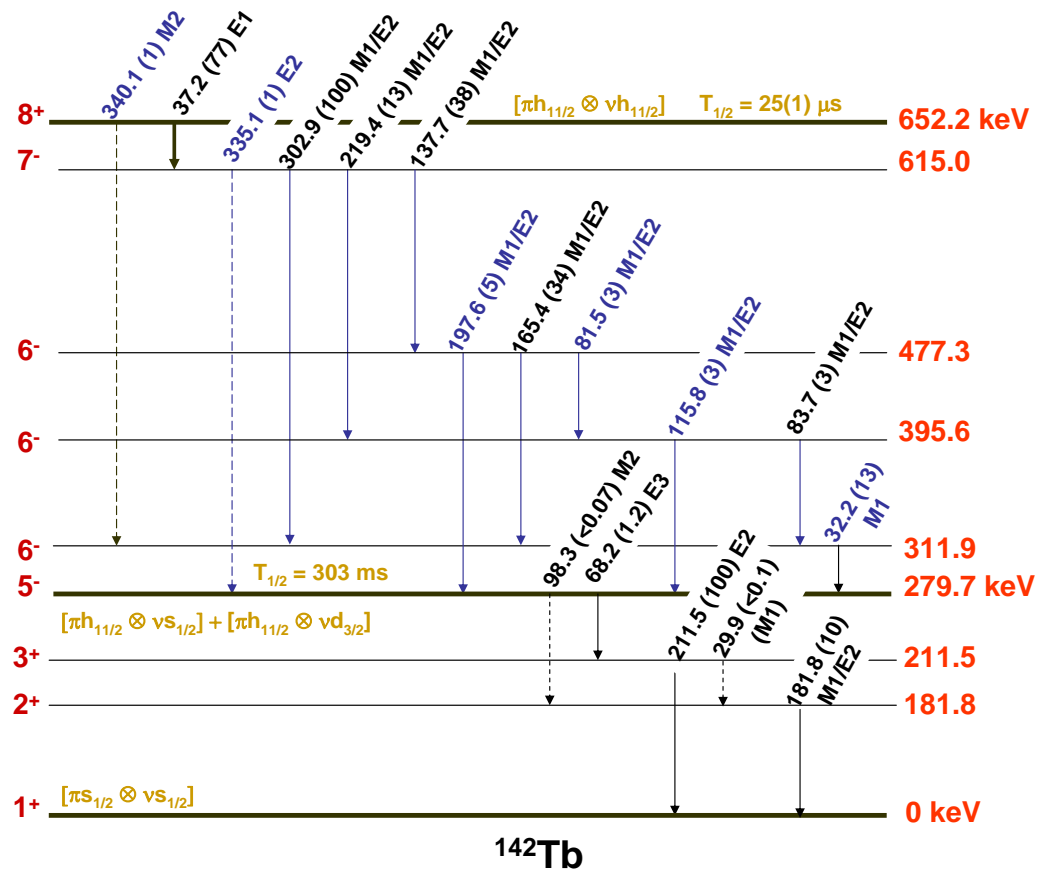 340.1 (1) M2
37.2 (77) E1
335.1 (1) E2
302.9 (100) M1/E2
219.4 (13) M1/E2
137.7 (38) M1/E2
[πh11/2 ⊗ νh11/2] T1/2 = 25(1) μs
8+
652.2 keV
7-
615.0
197.6 (5) M1/E2
165.4 (34) M1/E2
81.5 (3) M1/E2
115.8 (3) M1/E2
83.7 (3) M1/E2
6-
477.3
6-
395.6
98.3 (<0.07) M2
68.2 (1.2) E3
32.2 (13)
M1
6-
311.9
5-
T1/2 = 303 ms
279.7 keV
[πh11/2 ⊗ νs1/2] + [πh11/2 ⊗ νd3/2]
211.5 (100) E2
29.9 (<0.1)
(M1)
181.8 (10)
M1/E2
3+
211.5
2+
181.8
[πs1/2 ⊗ νs1/2]
1+
0 keV
142Tb